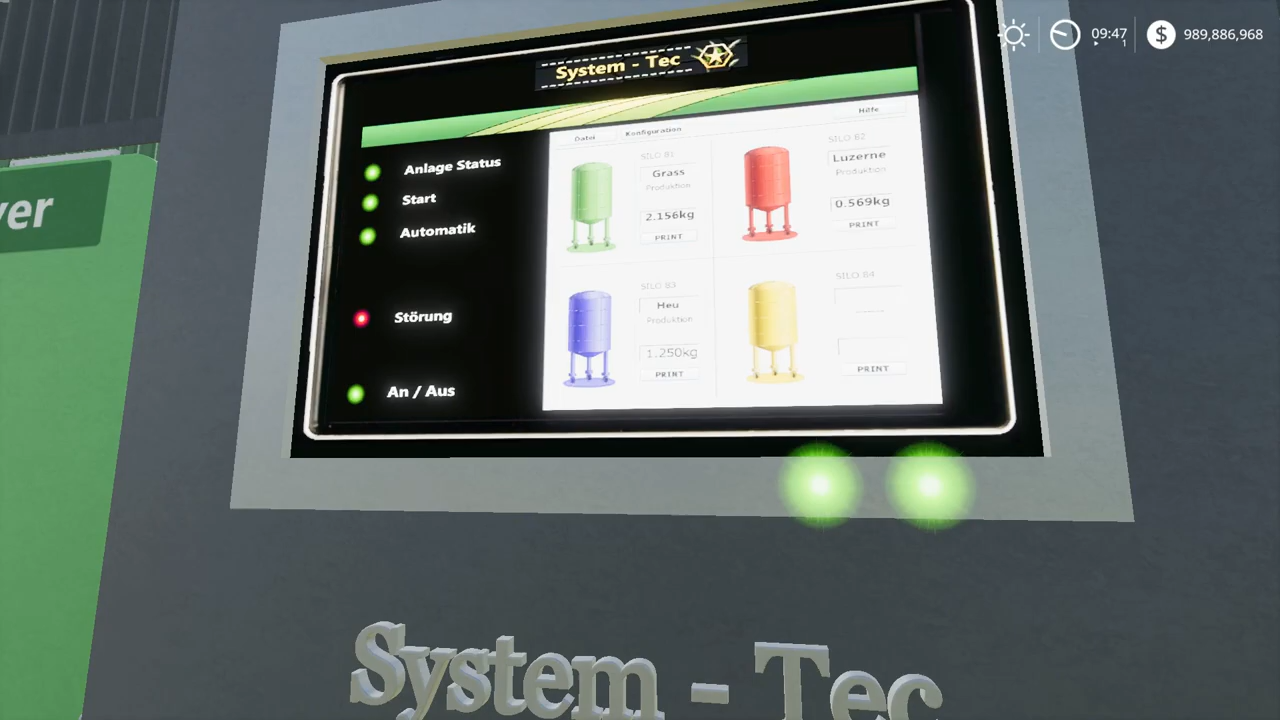 09:47
1
989,886,968
System - Tec
Datei
Konfiguration
Hilfe
Anlage Status
Start
Automatik
Störung
An / Aus
SILO B1
Grass
Produktion
2.156kg
PRINT
SILO B2
Luzerne
Produktion
0.569kg
PRINT
SILO B3
Heu
Produktion
1.250kg
PRINT
SILO B4
------
PRINT
ver
System - Tec